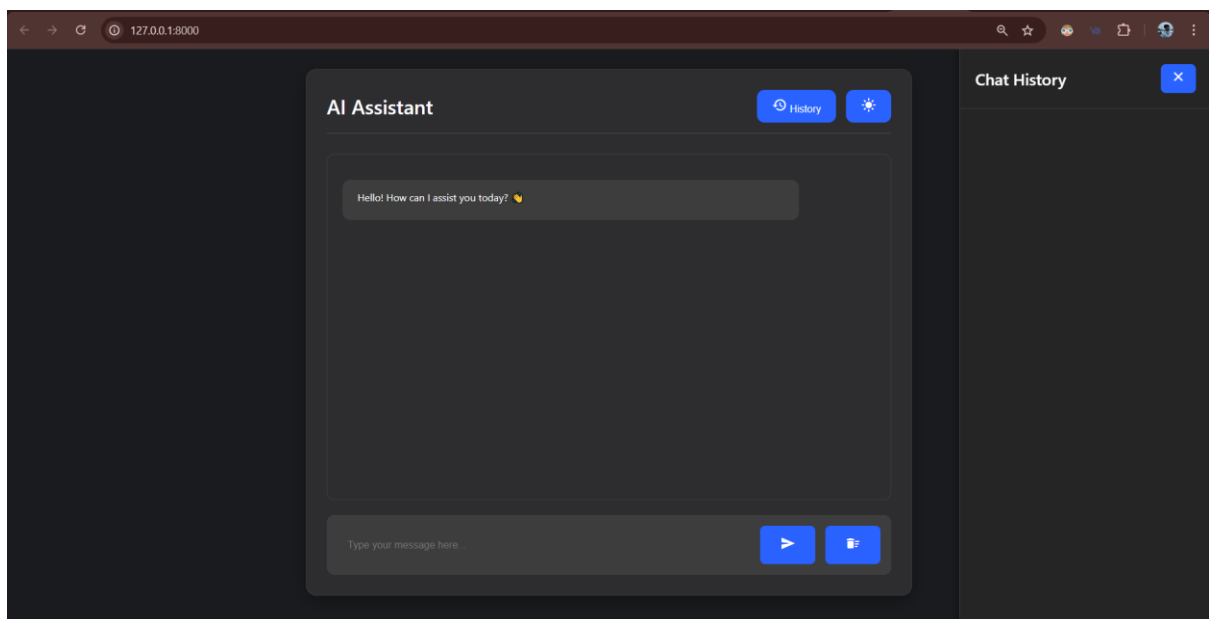 127.0.0.1:8000
AI Assistant
History
Chat History
Hello! How can I assist you today? 👋
Type your message here...